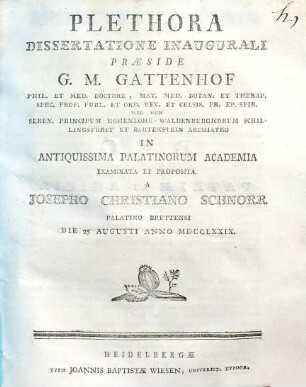 h,
PLETHORA
DISSERTATIONE INAUGURALI
PRÆSIDE
G. M. GATTENHOF
PHIL. ET MED. DOCTORE, MAT. MED. BOTAN. ET THERAP.
SPEC. PROF. PUBL. ET ORD. REV. ET CELSIS. PR. EP. SPIR.
NEC NON
SEREN. PRINCIPUM HOHENLOHE-WALDENBURGICORUM SCHIL-
LINGSFÜRST ET BARTENSTEIN ARCHIATRO
IN
ANTIQUISSIMA PALATINORUM ACADEMIA
EXAMINATA ET PROPOSITA
A
JOSEPHO CHRISTIANO SCHNORR
PALATINO BRETTENSI
DIE 25 AUGUSTI ANNO MDCCLXXIX.
HEIDELBERGÆ
TYPIS JOANNIS BAPTISTÆ WIESEN, UNIVERSIT. TYPOGR.